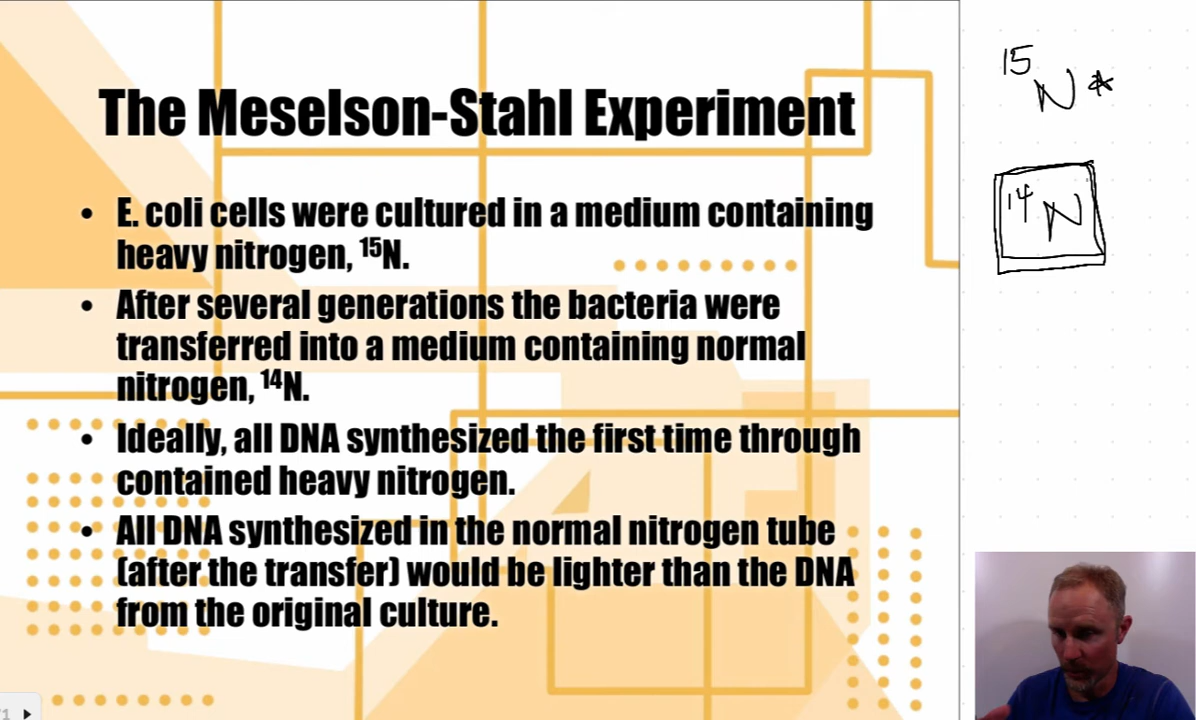 The Meselson-Stahl Experiment
• E. coli cells were cultured in a medium containing
heavy nitrogen, ¹⁵N.
• After several generations the bacteria were
transferred into a medium containing normal
nitrogen, ¹⁴N.
• Ideally, all DNA synthesized the first time through
contained heavy nitrogen.
• All DNA synthesized in the normal nitrogen tube
(after the transfer) would be lighter than the DNA
from the original culture.
¹⁵N*
¹⁴N